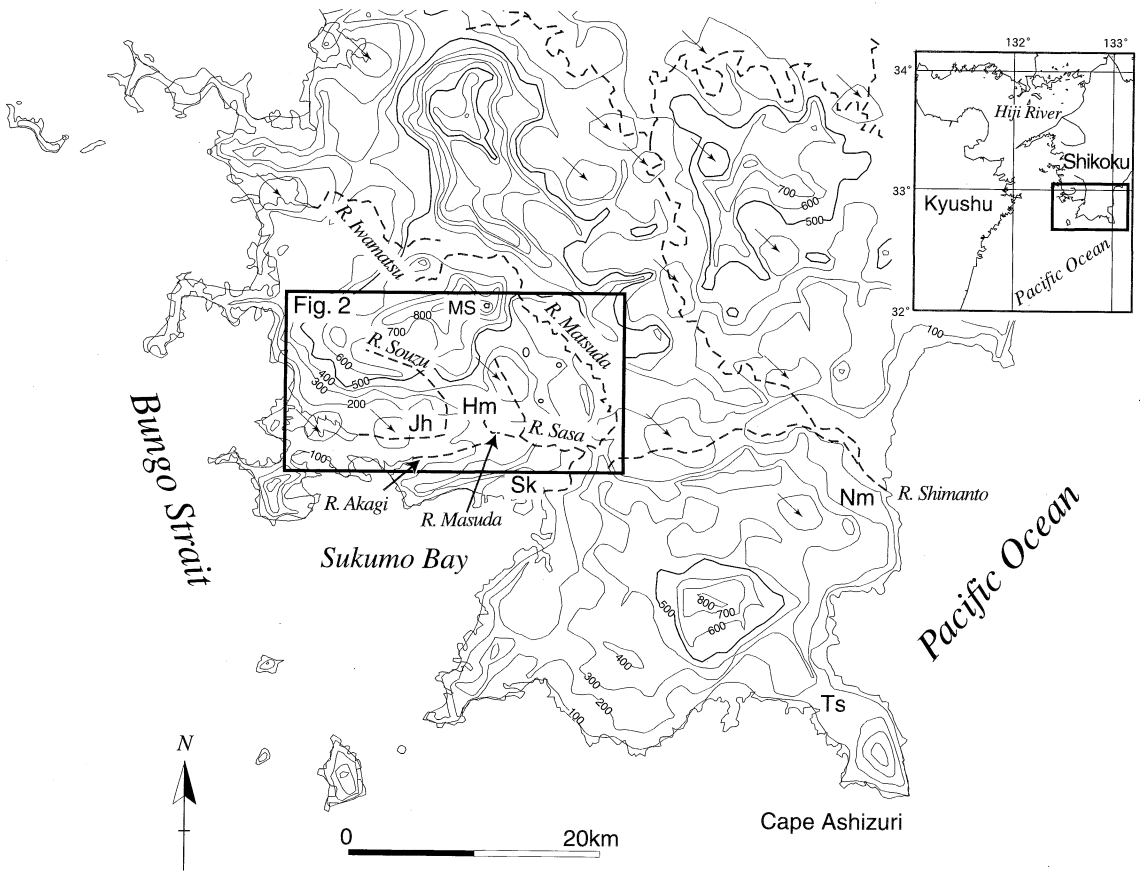 132°
133°
34°
Hiji River
Shikoku
33°
Kyushu
Pacific Ocean
32°
700
600
500
R. Iwamatsu
Fig. 2
MS
800
700
R. Matsuda
R. Souzu
600
400
500
300
200
Hm
Jh
R. Sasa
100
100
Bungo Strait
Sk
R. Akagi
R. Masuda
Nm
R. Shimanto
Sukumo Bay
Pacific Ocean
500
800
700
600
400
300
200
100
Ts
N
0
20km
Cape Ashizuri